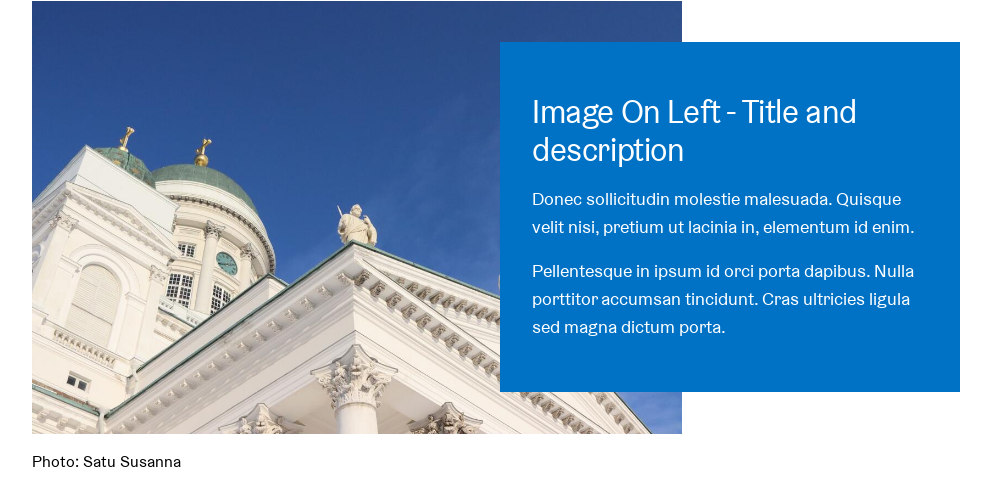 Image On Left - Title and
description
Donec sollicitudin molestie malesuada. Quisque
velit nisi, pretium ut lacinia in, elementum id enim.
Pellentesque in ipsum id orci porta dapibus. Nulla
porttitor accumsan tincidunt. Cras ultricies ligula
sed magna dictum porta.
Photo: Satu Susanna